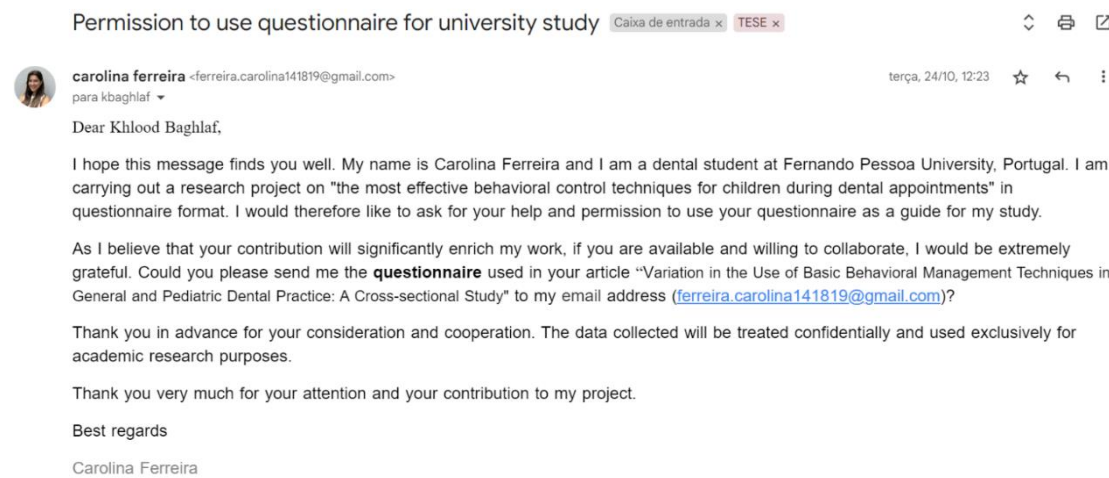 Permission to use questionnaire for university study Caixa de entrada x TESE x
carolina ferreira <ferreira.carolina141819@gmail.com> terça, 24/10, 12:23
para kbaghlaf
Dear Khlood Baghlaf,
I hope this message finds you well. My name is Carolina Ferreira and I am a dental student at Fernando Pessoa University, Portugal. I am
carrying out a research project on "the most effective behavioral control techniques for children during dental appointments" in
questionnaire format. I would therefore like to ask for your help and permission to use your questionnaire as a guide for my study.
As I believe that your contribution will significantly enrich my work, if you are available and willing to collaborate, I would be extremely
grateful. Could you please send me the questionnaire used in your article “Variation in the Use of Basic Behavioral Management Techniques in
General and Pediatric Dental Practice: A Cross-sectional Study" to my email address (ferreira.carolina141819@gmail.com)?
Thank you in advance for your consideration and cooperation. The data collected will be treated confidentially and used exclusively for
academic research purposes.
Thank you very much for your attention and your contribution to my project.
Best regards
Carolina Ferreira